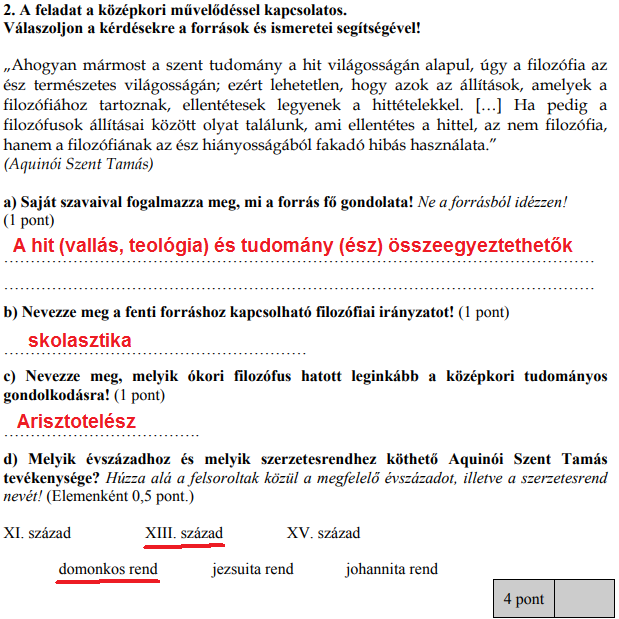 2. A feladat a középkori művelődéssel kapcsolatos.
Válaszoljon a kérdésekre a források és ismeretei segítségével!
„Ahogyan mármost a szent tudomány a hit világosságán alapul, úgy a filozófia az
ész természetes világosságán; ezért lehetetlen, hogy azok az állítások, amelyek a
filozófiához tartoznak, ellentétesek legyenek a hittételekkel. […] Ha pedig a
filozófusok állításai között olyat találunk, ami ellentétes a hittel, az nem filozófia,
hanem a filozófiának az ész hiányosságából fakadó hibás használata.”
(Aquinói Szent Tamás)
a) Saját szavaival fogalmazza meg, mi a forrás fő gondolata! Ne a forrásból idézzen!
(1 pont)
A hit (vallás, teológia) és tudomány (ész) összeegyeztethetők
b) Nevezze meg a fenti forráshoz kapcsolható filozófiai irányzatot! (1 pont)
skolasztika
c) Nevezze meg, melyik ókori filozófus hatott leginkább a középkori tudományos
gondolkodásra! (1 pont)
Arisztotelész
d) Melyik évszázadhoz és melyik szerzetesrendhez köthető Aquinói Szent Tamás
tevékenysége? Húzza alá a felsoroltak közül a megfelelő évszázadot, illetve a szerzetesrend
nevét! (Elemenként 0,5 pont.)
XI. század XIII. század XV. század
domonkos rend jezsuita rend johannita rend
4 pont